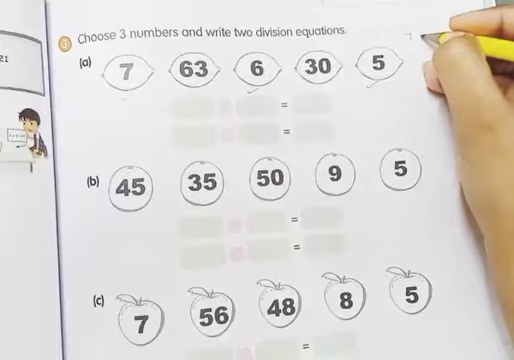 21
3 Choose 3 numbers and write two division equations.
(a) 7 63 6 30 5
=
=
(b) 45 35 50 9 5
=
=
(c) 7 56 48 8 5
=